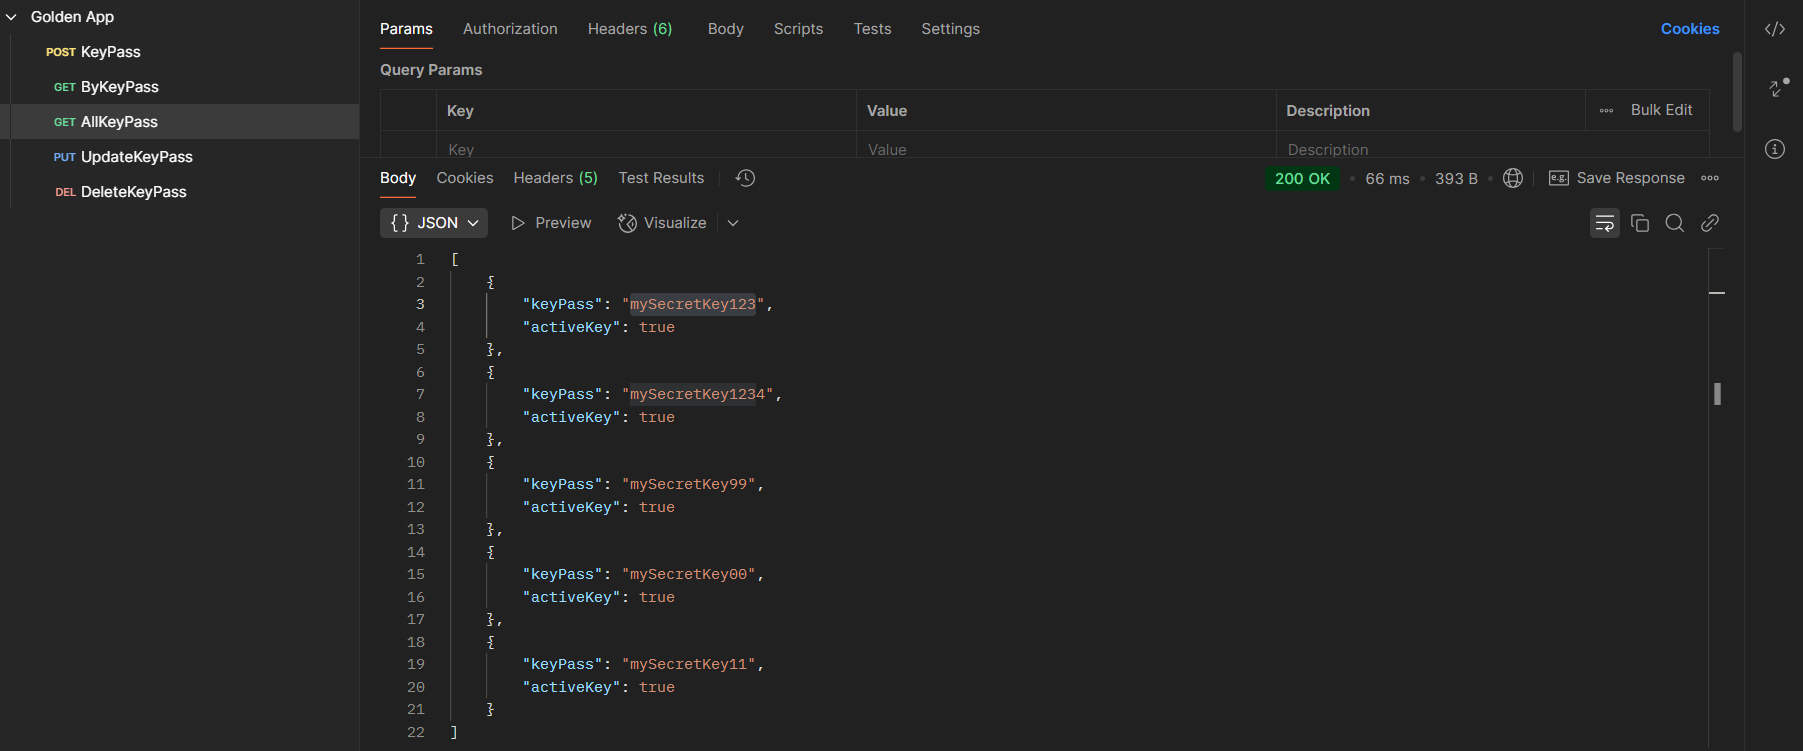 Golden App
POST KeyPass
GET ByKeyPass
GET AllKeyPass
PUT UpdateKeyPass
DEL DeleteKeyPass
Params Authorization Headers (6) Body Scripts Tests Settings Cookies
Query Params
Key Value Description ••• Bulk Edit
Key Value Description
Body Cookies Headers (5) Test Results 200 OK • 66 ms • 393 B • e.g. Save Response •••
{} JSON Preview Visualize
1 [
2 {
3 "keyPass": "mySecretKey123",
4 "activeKey": true
5 },
6 {
7 "keyPass": "mySecretKey1234",
8 "activeKey": true
9 },
10 {
11 "keyPass": "mySecretKey99",
12 "activeKey": true
13 },
14 {
15 "keyPass": "mySecretKey00",
16 "activeKey": true
17 },
18 {
19 "keyPass": "mySecretKey11",
20 "activeKey": true
21 }
22 ]